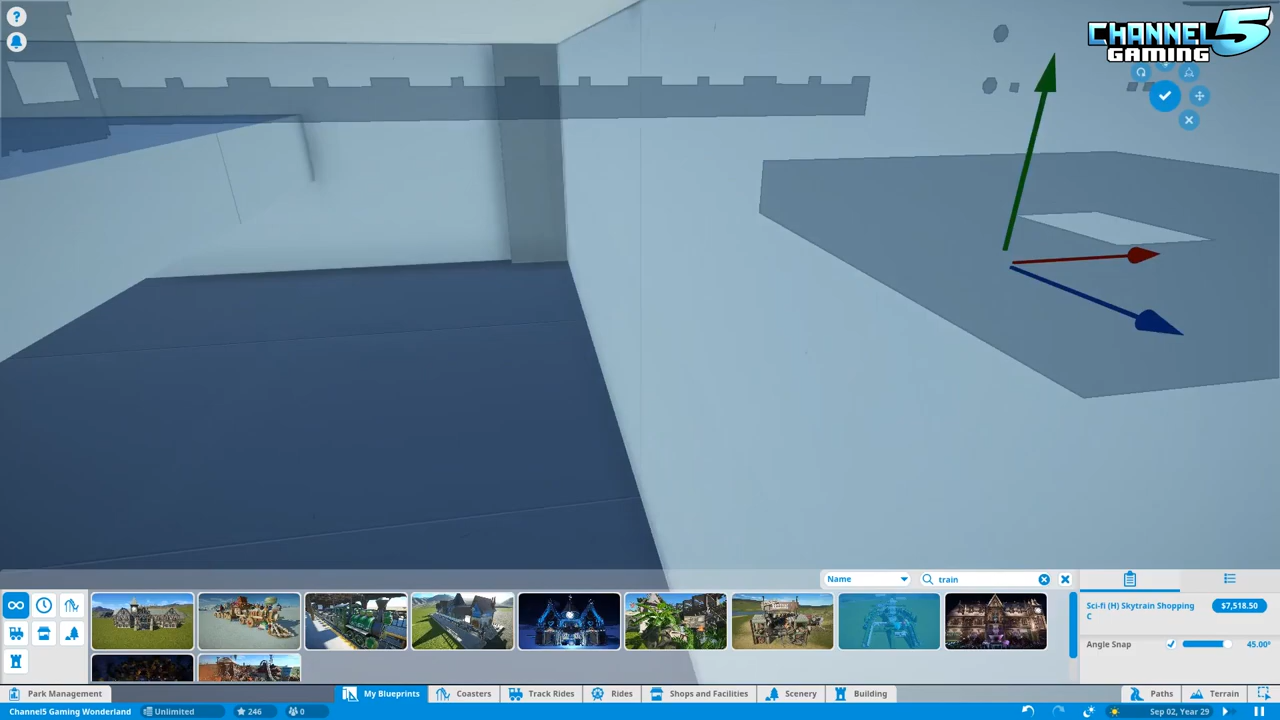 CHANNEL 5
GAMING
?
Name
train
Sci-fi (H) Skytrain Shopping
C
$7,518.50
Angle Snap
45.00°
Park Management
My Blueprints
Coasters
Track Rides
Rides
Shops and Facilities
Scenery
Building
Paths
Terrain
Channel5 Gaming Wonderland
Unlimited
246
0
Sep 02, Year 29